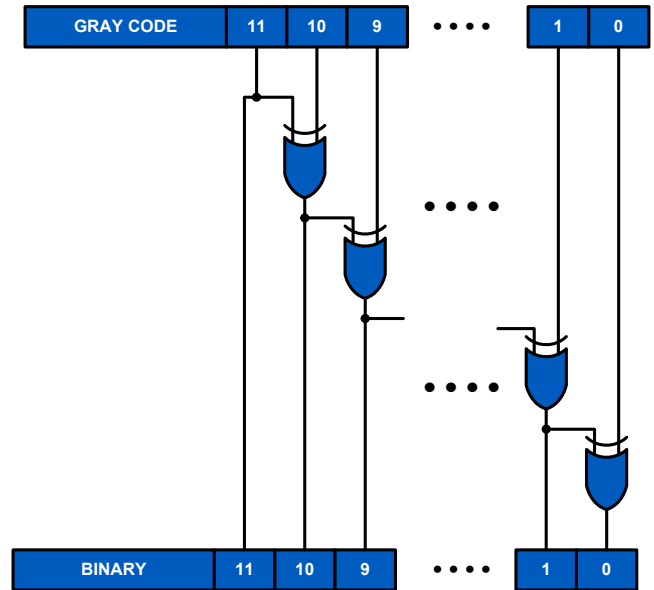 GRAY CODE 11 10 9 •••• 1 0
BINARY 11 10 9 •••• 1 0